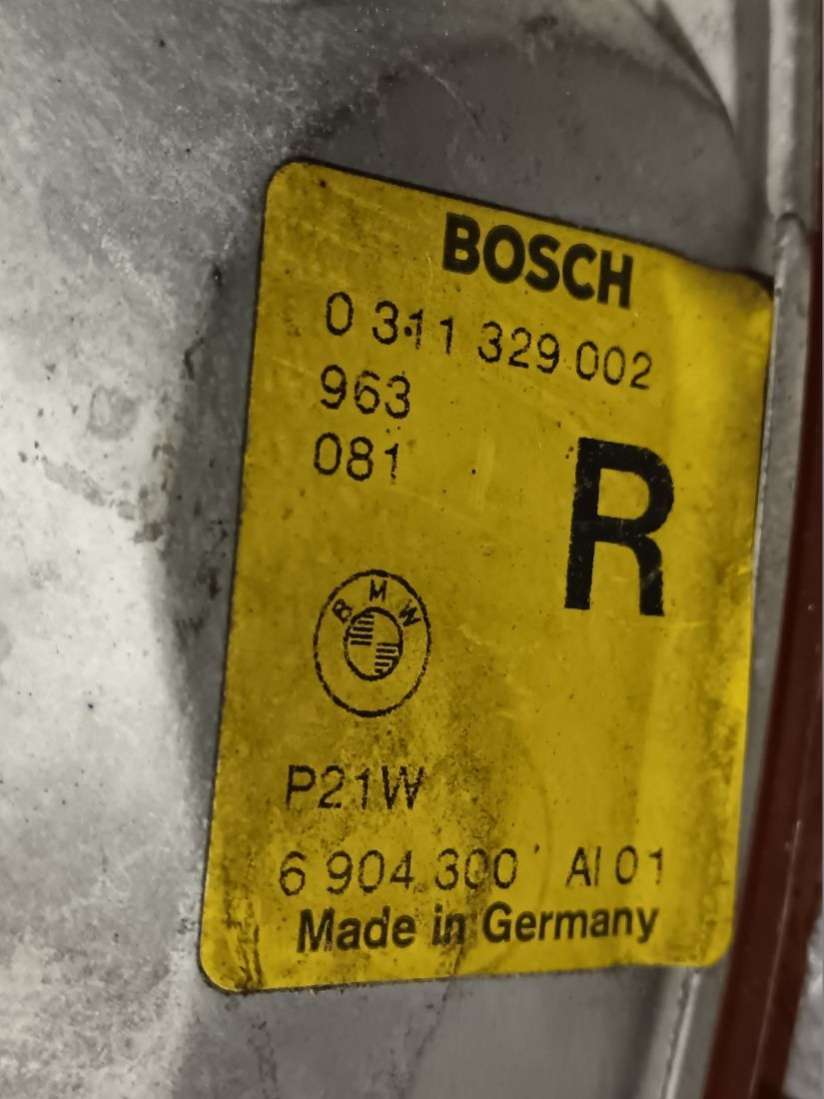 BOSCH
0 311 329 002
963
081
R
BMW
P21W
6 904 300 AI 01
Made in Germany